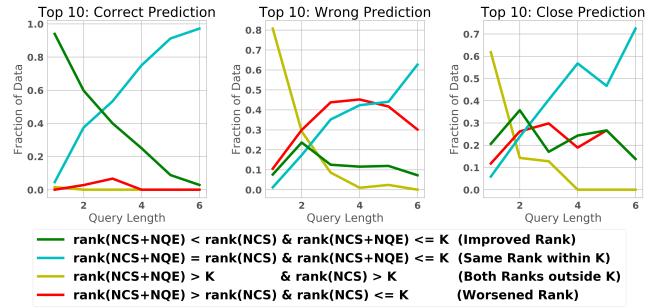 Top 10: Correct Prediction
Top 10: Wrong Prediction
Top 10: Close Prediction
Fraction of Data
1.0
0.8
0.6
0.4
0.2
0.0
2 4 6
Query Length
Fraction of Data
0.8
0.7
0.6
0.5
0.4
0.3
0.2
0.1
0.0
2 4 6
Query Length
Fraction of Data
0.7
0.6
0.5
0.4
0.3
0.2
0.1
0.0
2 4 6
Query Length
rank(NCS+NQE) < rank(NCS) & rank(NCS+NQE) <= K (Improved Rank)
rank(NCS+NQE) = rank(NCS) & rank(NCS+NQE) <= K (Same Rank within K)
rank(NCS+NQE) > K & rank(NCS) > K (Both Ranks outside K)
rank(NCS+NQE) > rank(NCS) & rank(NCS) <= K (Worsened Rank)